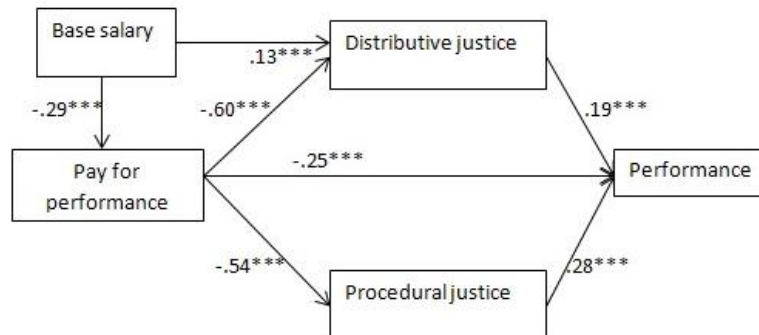 Base salary
Distributive justice
.13***
-.29***
-.60***
.19***
Pay for
performance
-.25***
Performance
-.54***
.28***
Procedural justice